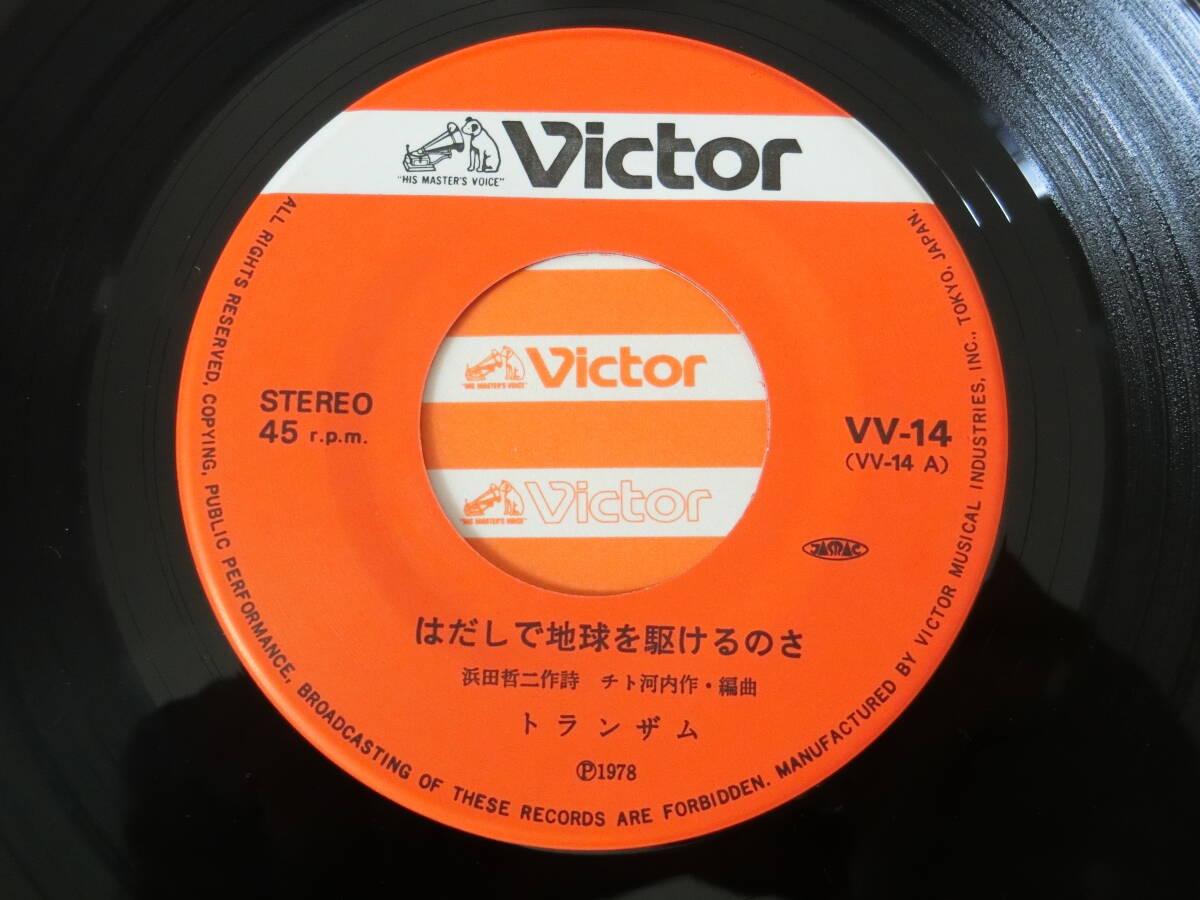 Victor
"HIS MASTER'S VOICE"
Victor
"HIS MASTER'S VOICE"
Victor
"HIS MASTER'S VOICE"
STEREO
45 r.p.m.
VV-14
(VV-14 A)
JASRAC
はだしで地球を駆けるのさ
浜田哲二作詩 チト河内作・編曲
トランザム
Ⓟ1978
ALL RIGHTS RESERVED, COPYING, PUBLIC PERFORMANCE, BROADCASTING OF THESE RECORDS ARE FORBIDDEN. MANUFACTURED BY VICTOR MUSICAL INDUSTRIES, INC., TOKYO, JAPAN.